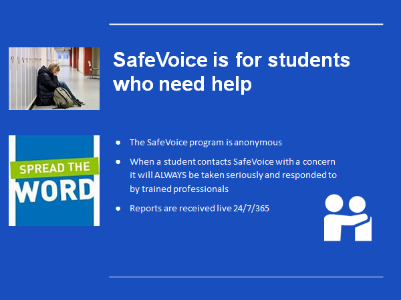 SafeVoice is for students
who need help
SPREAD THE
WORD
● The SafeVoice program is anonymous
● When a student contacts SafeVoice with a concern
it will ALWAYS be taken seriously and responded to
by trained professionals
● Reports are received live 24/7/365